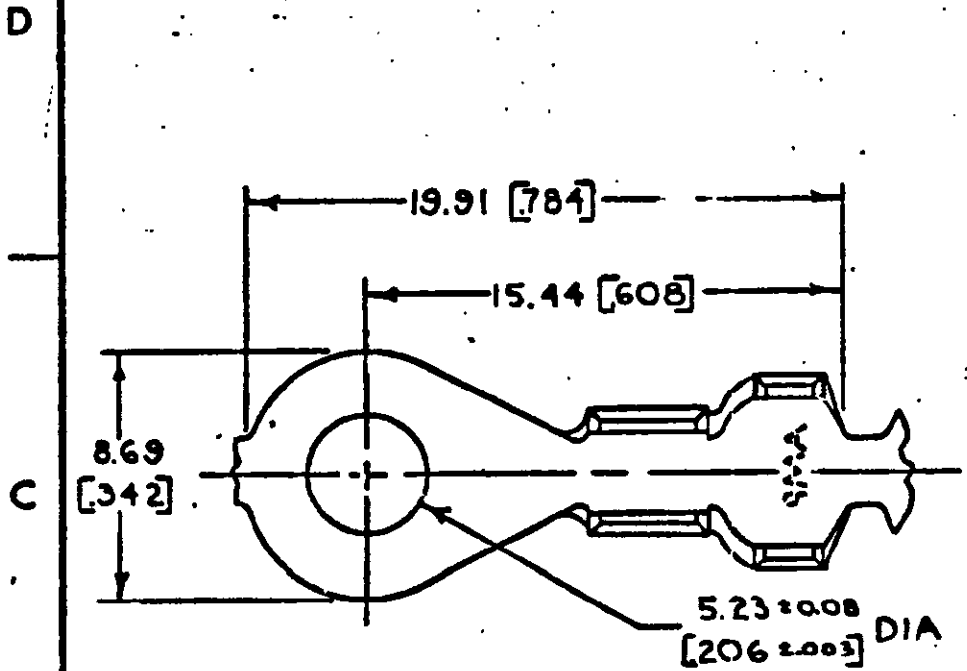 D
19.91 [.784]
15.44 [.608]
8.69
[.342]
C
5.23 ±0.08
[.206 ±.003] DIA